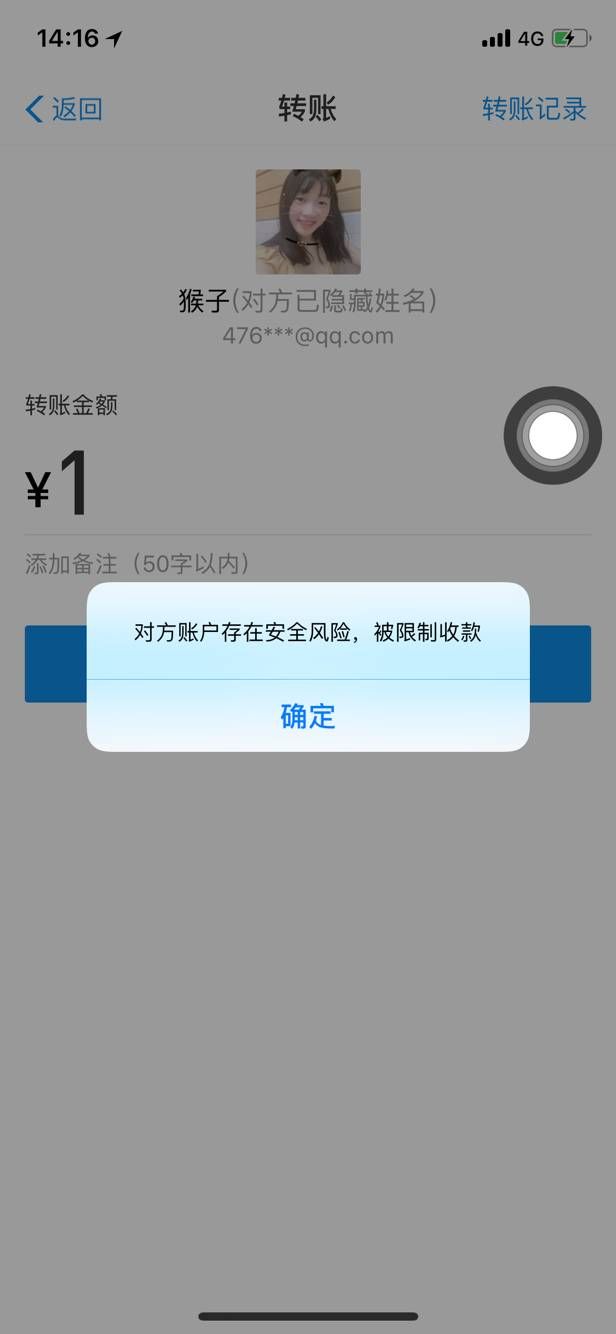 14:16
4G
返回
转账
转账记录
猴子(对方已隐藏姓名)
476***@qq.com
转账金额
¥1
添加备注（50字以内）
对方账户存在安全风险，被限制收款
确定